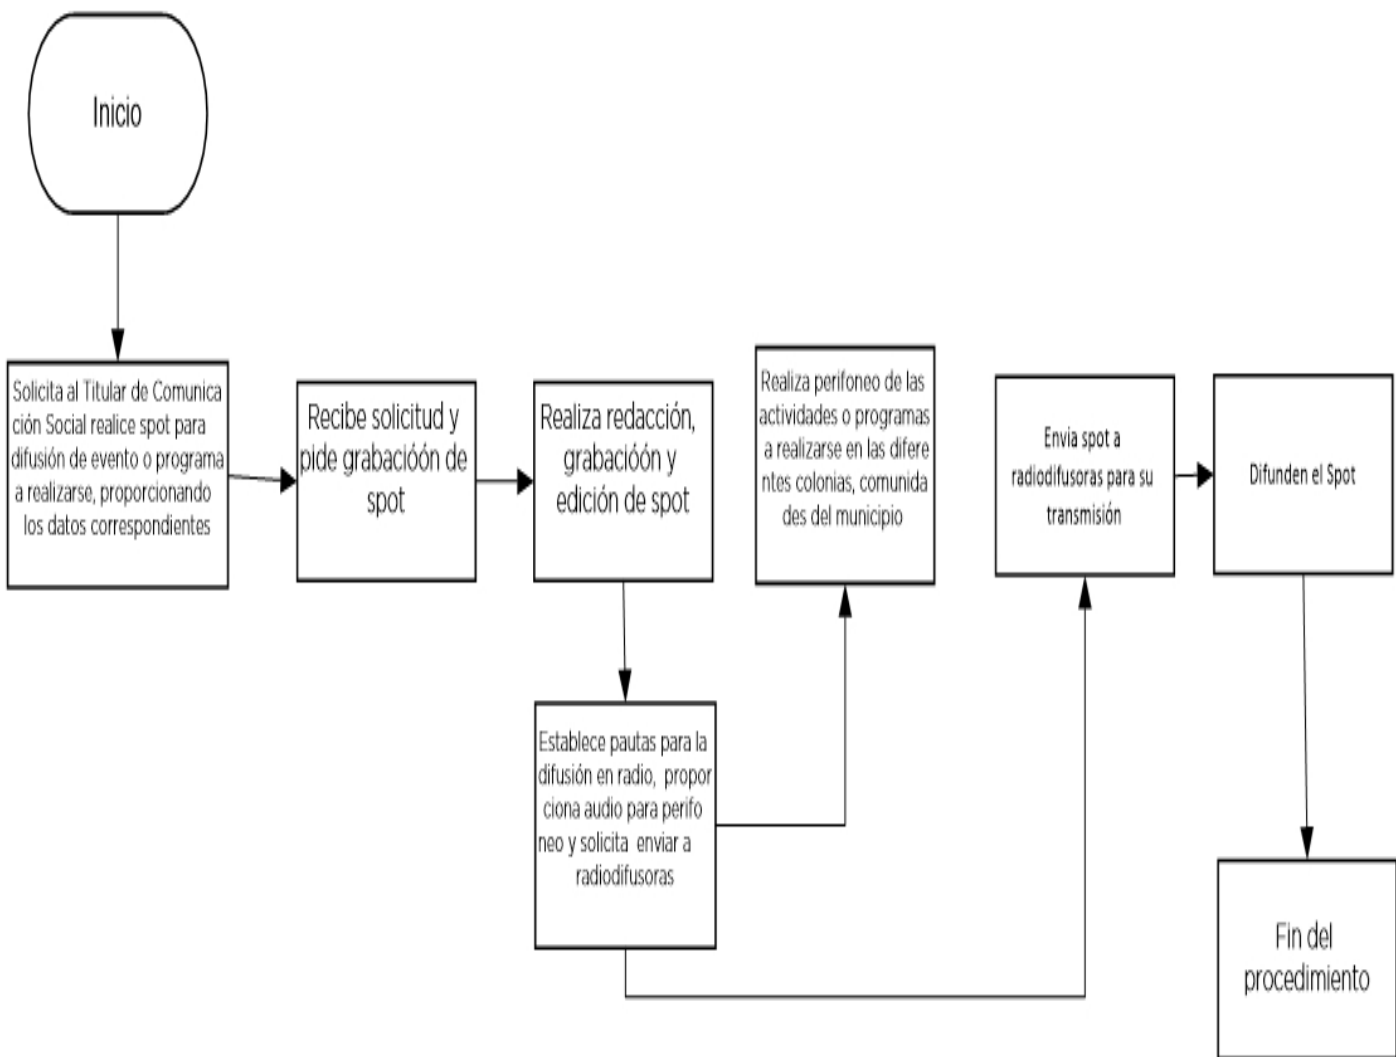 Inicio
Solicita al Titular de Comunica
ción Social realice spot para
difusión de evento o programa
a realizarse, proporcionando
los datos correspondientes
Recibe solicitud y
pide grabacióón de
spot
Realiza redacción,
grabacióón y
edición de spot
Establece pautas para la
difusión en radio, propor
ciona audio para perifo
neo y solicita enviar a
radiodifusoras
Realiza perifoneo de las
actividades o programas
a realizarse en las difere
ntes colonias, comunida
des del municipio
Envia spot a
radiodifusoras para su
transmisión
Difunden el Spot
Fin del
procedimiento